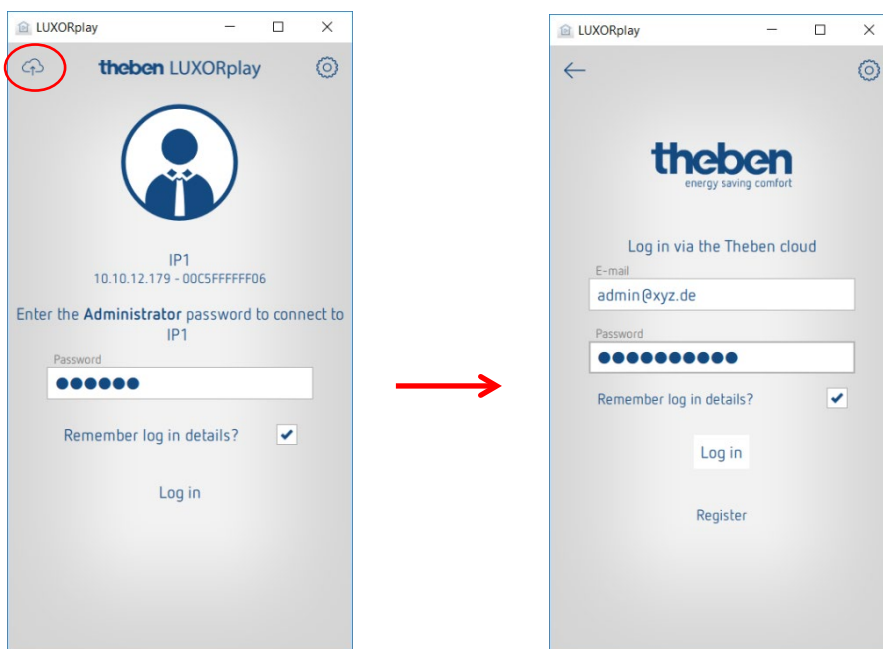 LUXORplay
theben LUXORplay
IP1
10.10.12.179 - 00C5FFFFFF06
Enter the Administrator password to connect to
IP1
Password
Remember log in details?
Log in
LUXORplay
theben
energy saving comfort
Log in via the Theben cloud
E-mail
admin@xyz.de
Password
Remember log in details?
Log in
Register